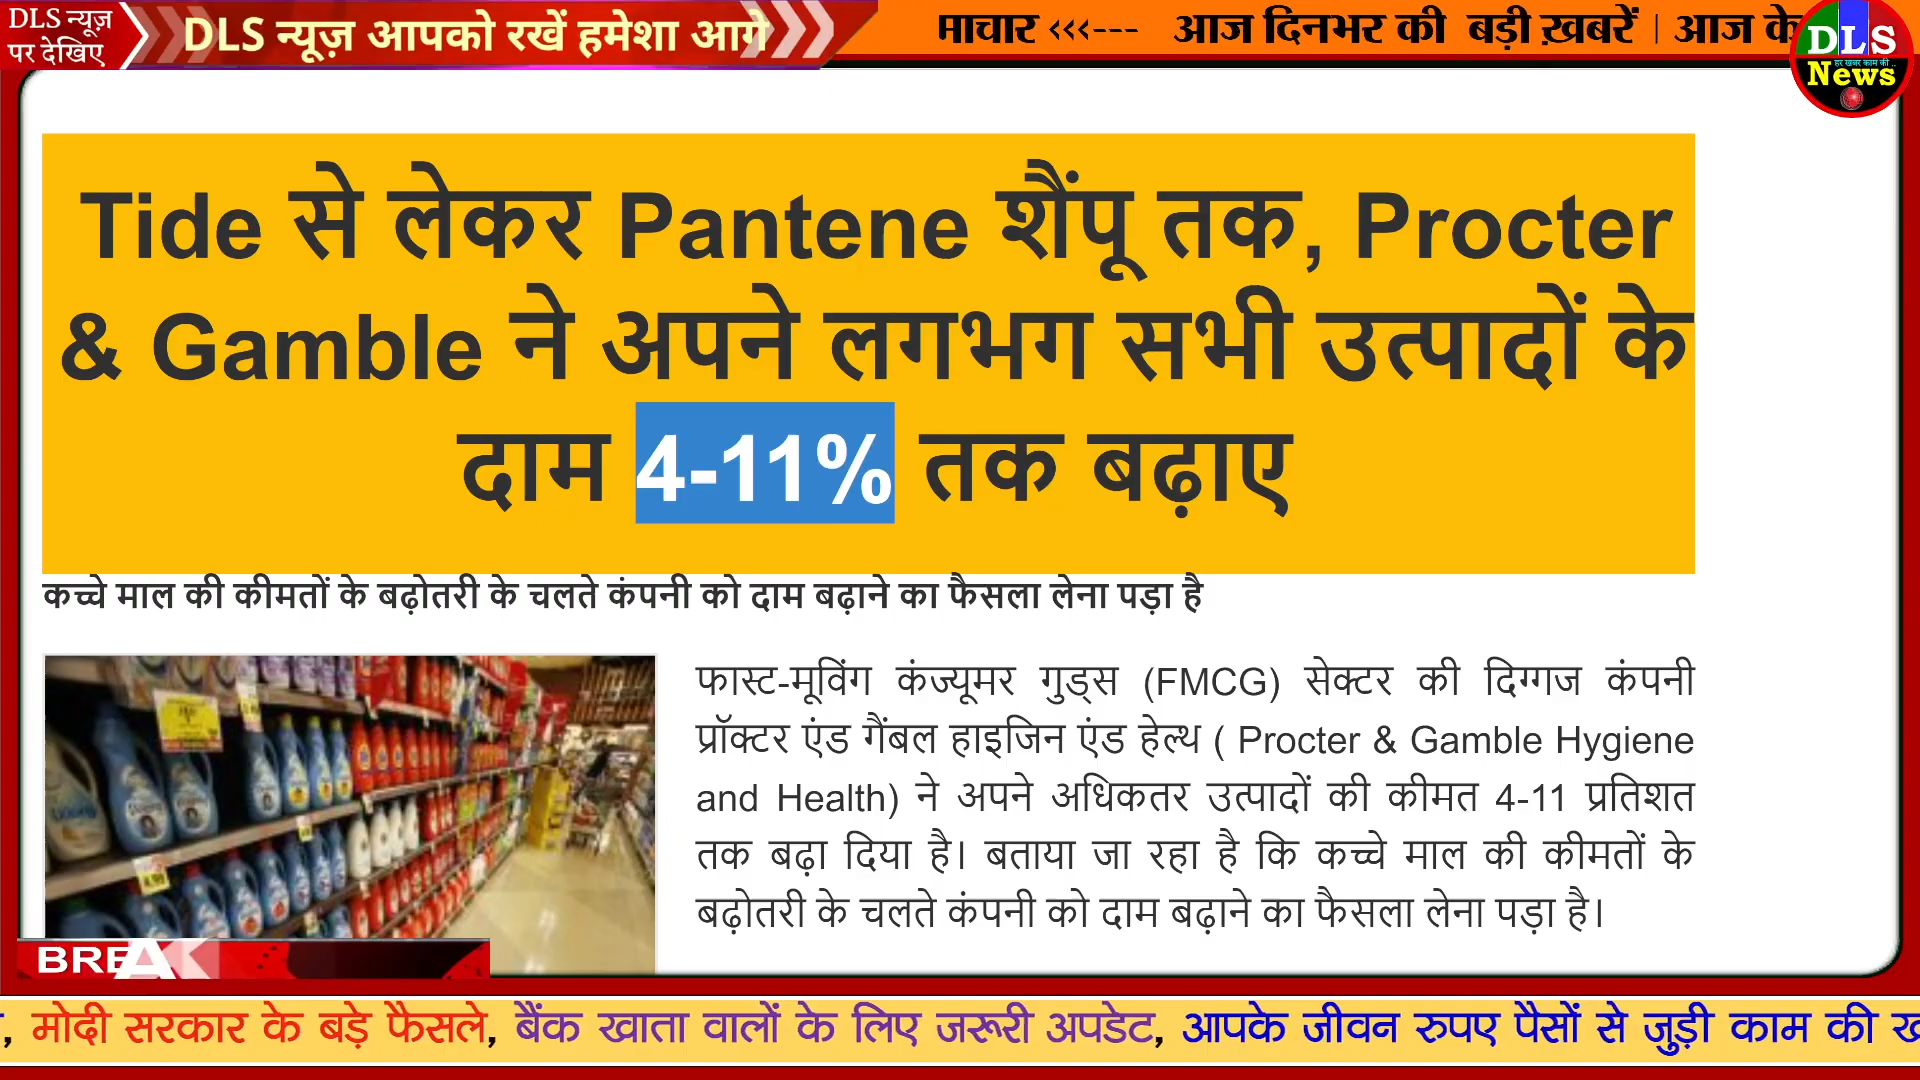 DLS न्यूज़
पर देखिए
DLS न्यूज़ आपको रखें हमेशा आगे
माचार <<<--- आज दिनभर की बड़ी ख़बरें | आज के
DLS
हर खबर काम की ..
News
Tide से लेकर Pantene शैंपू तक, Procter
& Gamble ने अपने लगभग सभी उत्पादों के
दाम 4-11% तक बढ़ाए
कच्चे माल की कीमतों के बढ़ोतरी के चलते कंपनी को दाम बढ़ाने का फैसला लेना पड़ा है
फास्ट-मूविंग कंज्यूमर गुड्स (FMCG) सेक्टर की दिग्गज कंपनी
प्रॉक्टर एंड गैंबल हाइजिन एंड हेल्थ ( Procter & Gamble Hygiene
and Health) ने अपने अधिकतर उत्पादों की कीमत 4-11 प्रतिशत
तक बढ़ा दिया है। बताया जा रहा है कि कच्चे माल की कीमतों के
बढ़ोतरी के चलते कंपनी को दाम बढ़ाने का फैसला लेना पड़ा है।
BREAK
, मोदी सरकार के बड़े फैसले, बैंक खाता वालों के लिए जरूरी अपडेट, आपके जीवन रुपए पैसों से जुड़ी काम की